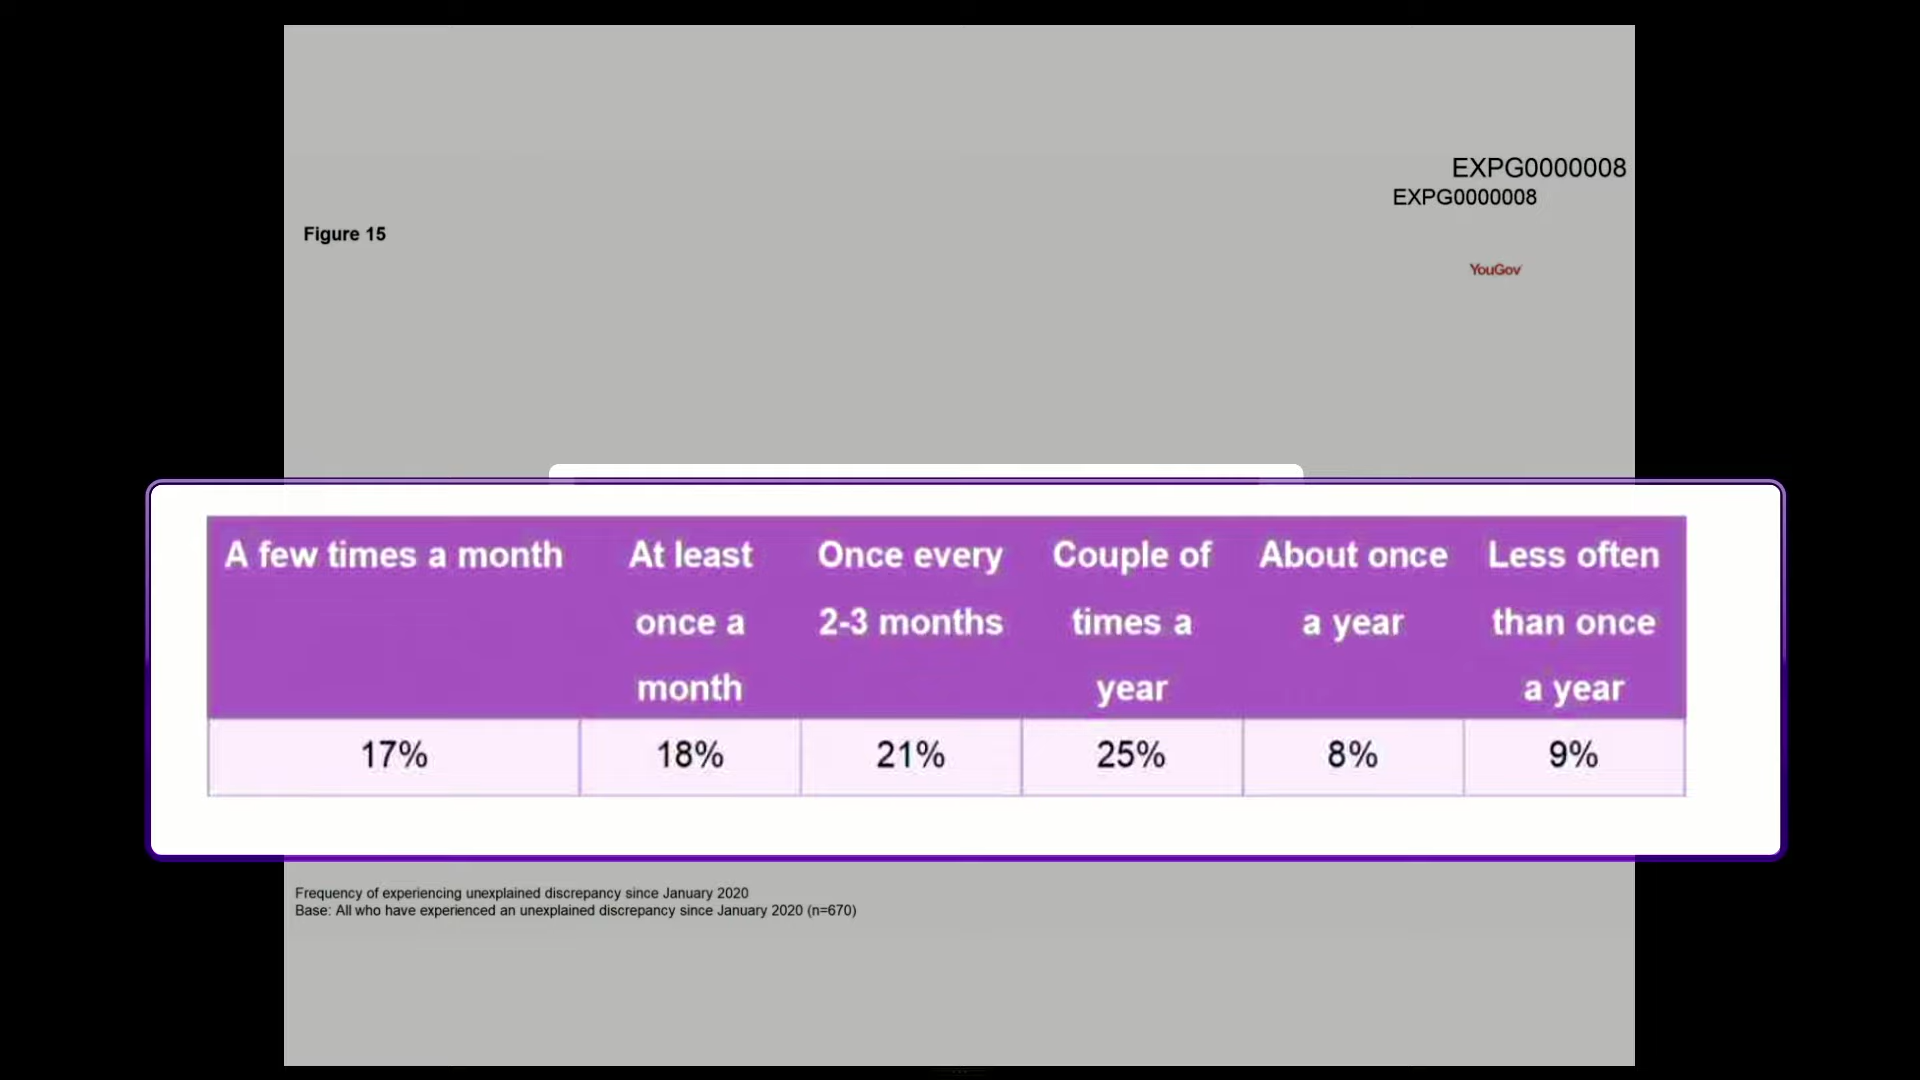 EXPG0000008
EXPG0000008
Figure 15
YouGov
A few times a month
At least
once a
month
Once every
2-3 months
Couple of
times a
year
About once
a year
Less often
than once
a year
17%
18%
21%
25%
8%
9%
Frequency of experiencing unexplained discrepancy since January 2020
Base: All who have experienced an unexplained discrepancy since January 2020 (n=670)